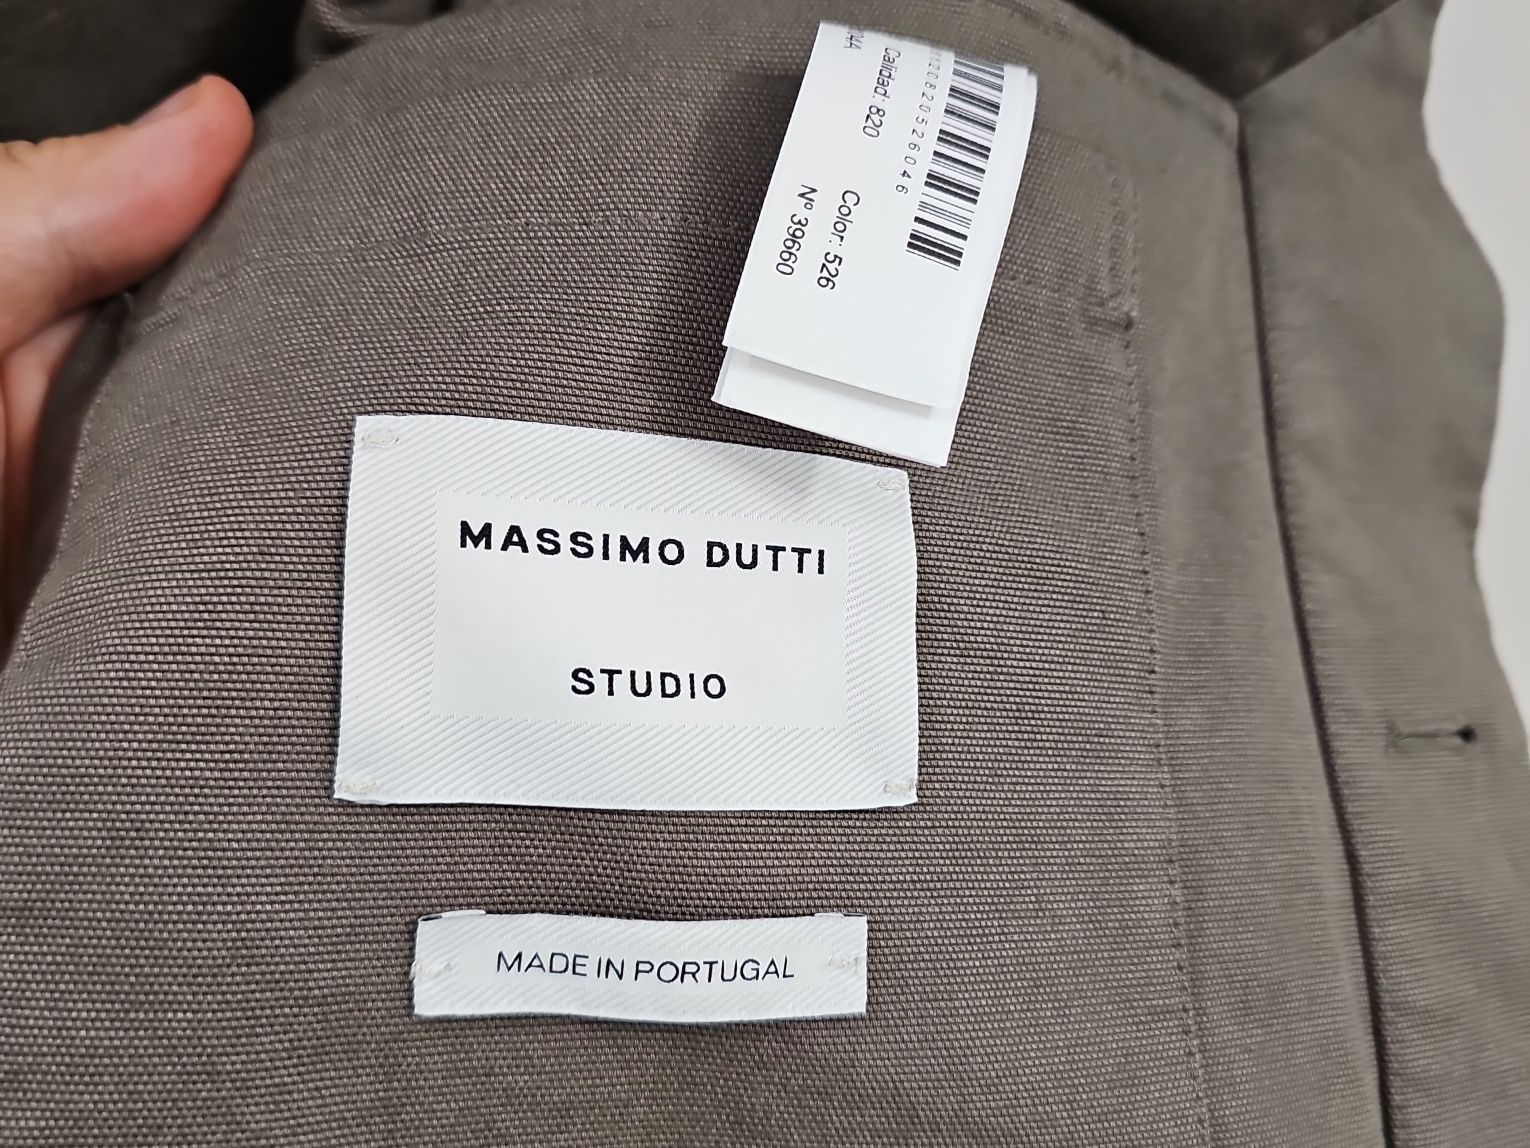 Calidad: 820
Color: 526
Nº 39660
MASSIMO DUTTI
STUDIO
MADE IN PORTUGAL